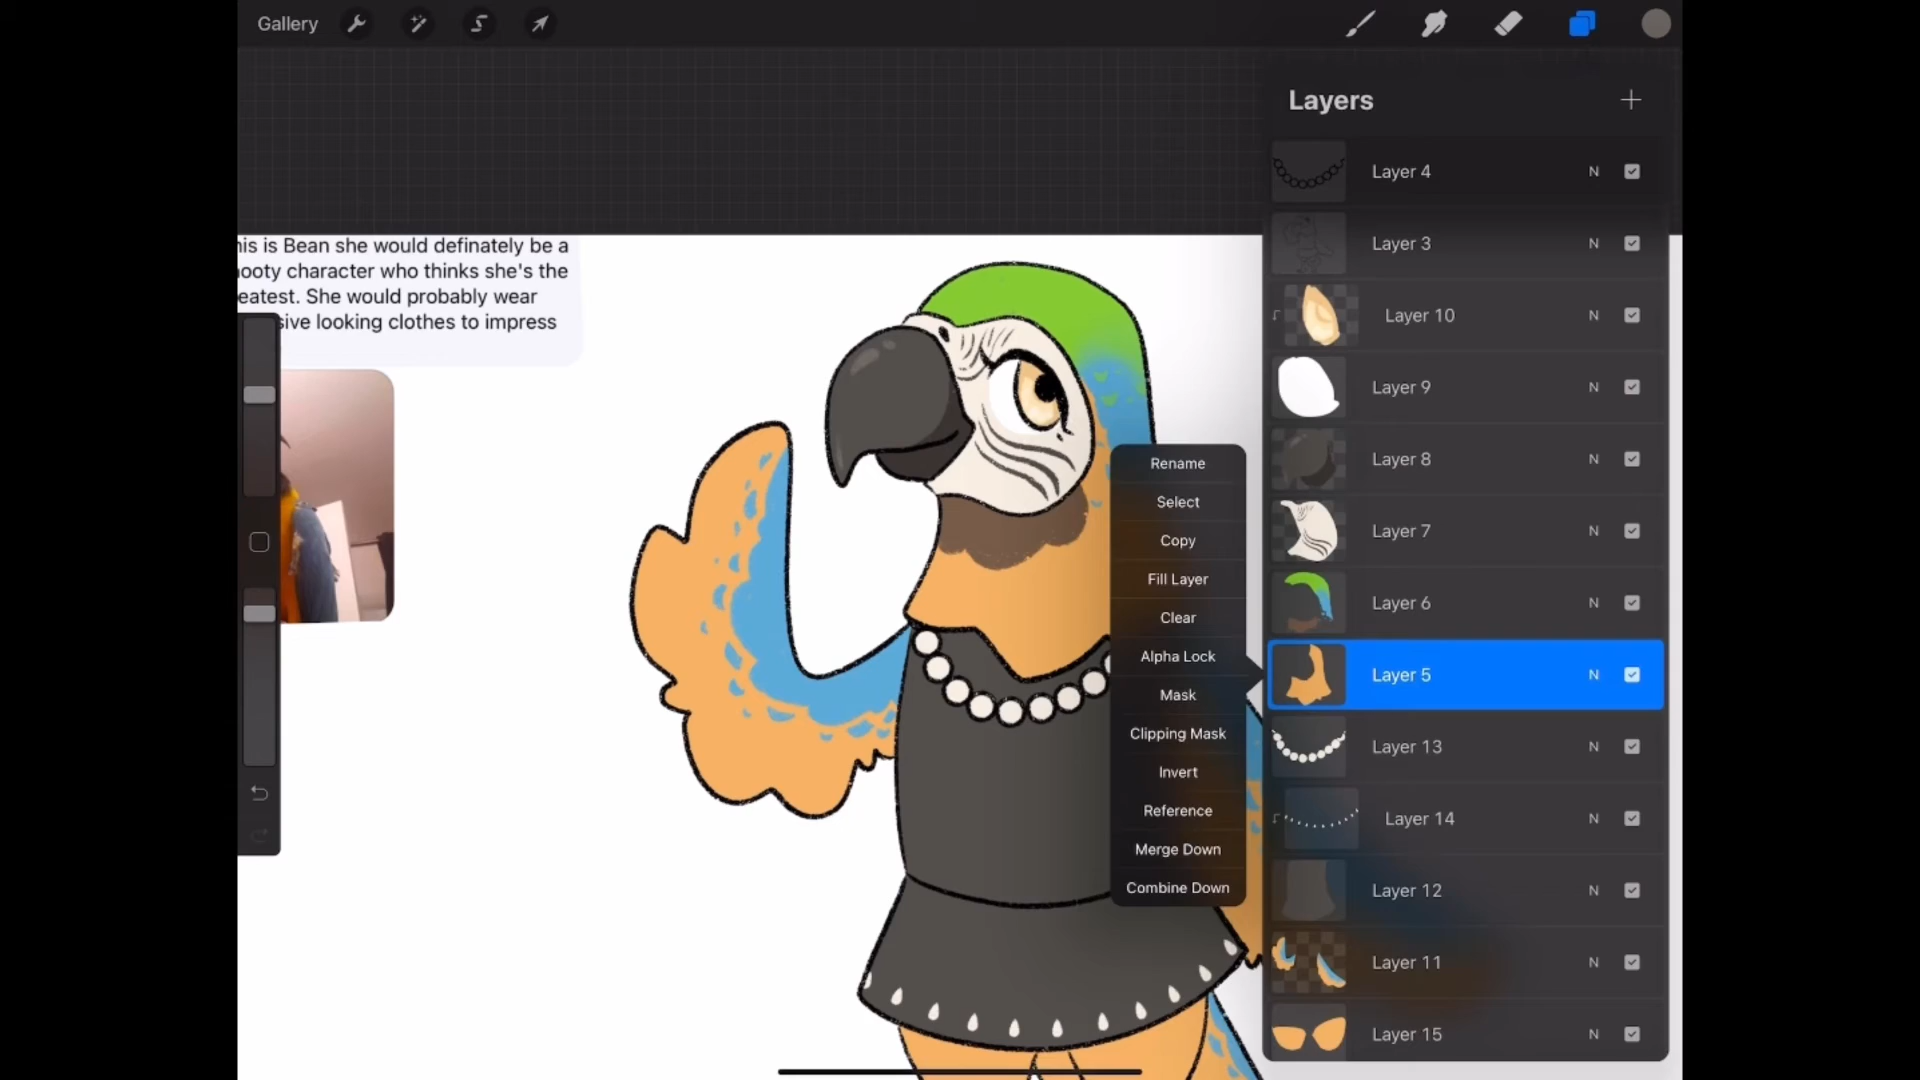 Gallery
Layers
his is Bean she would definately be a
ooty character who thinks she's the
eatest. She would probably wear
sive looking clothes to impress
Rename
Select
Copy
Fill Layer
Clear
Alpha Lock
Mask
Clipping Mask
Invert
Reference
Merge Down
Combine Down
Layer 4 N
Layer 3 N
Layer 10 N
Layer 9 N
Layer 8 N
Layer 7 N
Layer 6 N
Layer 5 N
Layer 13 N
Layer 14 N
Layer 12 N
Layer 11 N
Layer 15 N